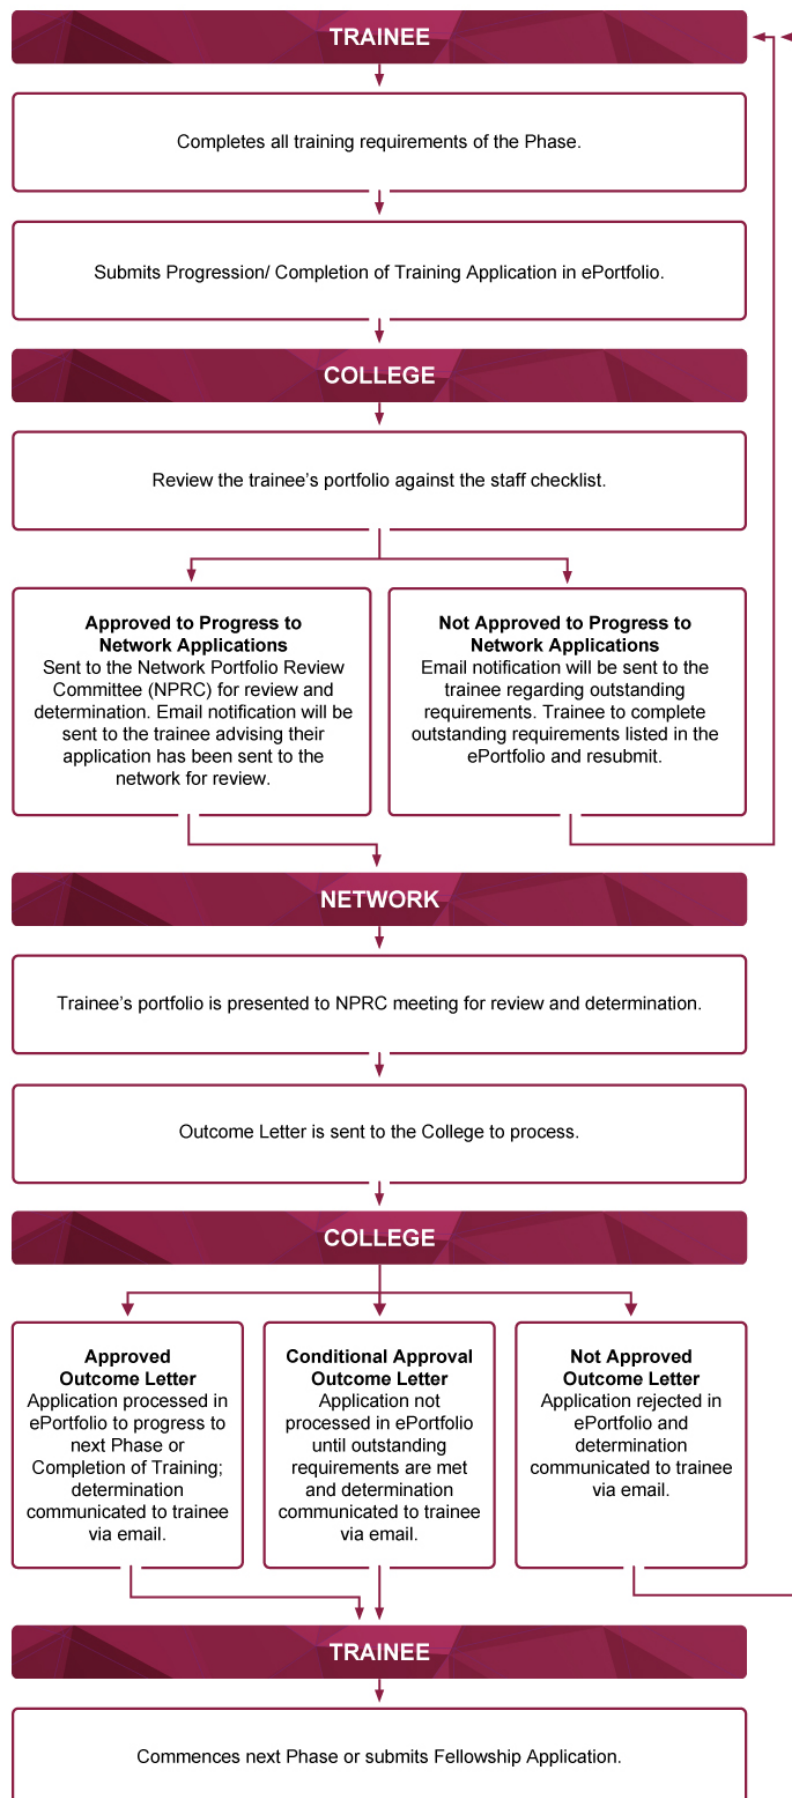 TRAINEE
Completes all training requirements of the Phase.
Submits Progression/ Completion of Training Application in ePortfolio.
COLLEGE
Review the trainee's portfolio against the staff checklist.
Approved to Progress to
Network Applications
Sent to the Network Portfolio Review
Committee (NPRC) for review and
determination. Email notification will be
sent to the trainee advising their
application has been sent to the
network for review.
Not Approved to Progress to
Network Applications
Email notification will be sent to the
trainee regarding outstanding
requirements. Trainee to complete
outstanding requirements listed in the
ePortfolio and resubmit.
NETWORK
Trainee's portfolio is presented to NPRC meeting for review and determination.
Outcome Letter is sent to the College to process.
COLLEGE
Approved
Outcome Letter
Application processed in
ePortfolio to progress to
next Phase or
Completion of Training;
determination
communicated to trainee
via email.
Conditional Approval
Outcome Letter
Application not
processed in ePortfolio
until outstanding
requirements are met
and determination
communicated to trainee
via email.
Not Approved
Outcome Letter
Application rejected in
ePortfolio and
determination
communicated to trainee
via email.
TRAINEE
Commences next Phase or submits Fellowship Application.